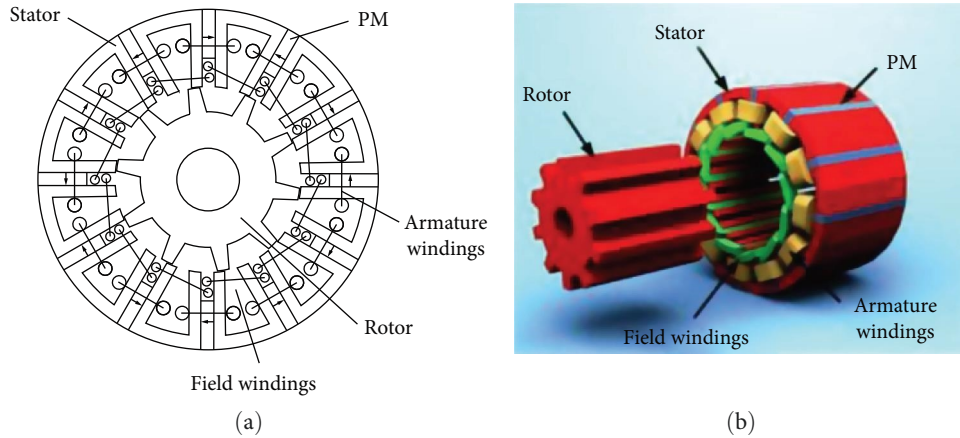 Stator
PM
Armature
windings
Rotor
Field windings
(a)
Stator
PM
Rotor
Field windings
Armature
windings
(b)